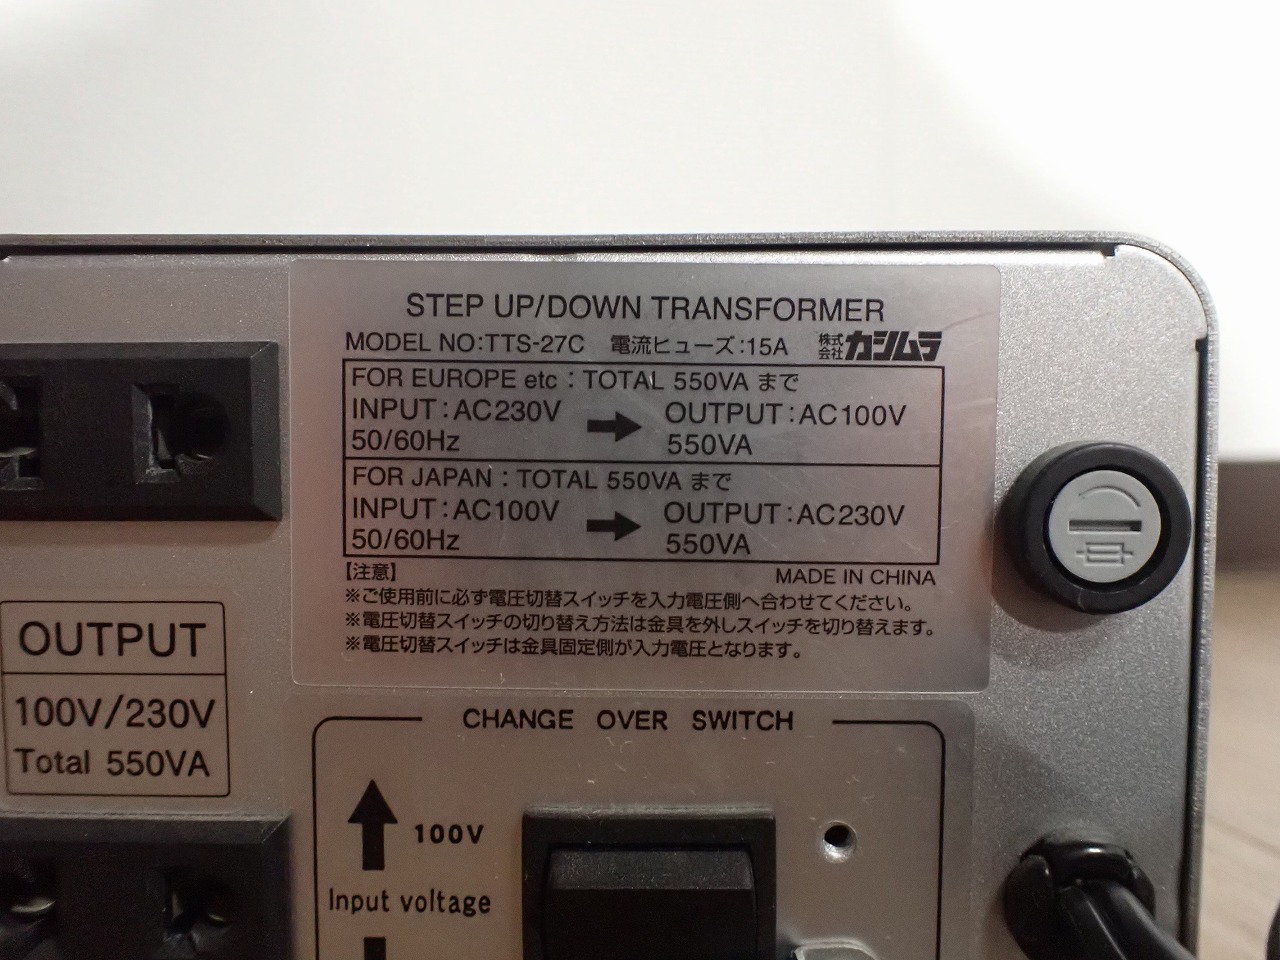 STEP UP/DOWN TRANSFORMER
MODEL NO:TTS-27C 電流ヒューズ:15A 株式会社カシムラ
FOR EUROPE etc : TOTAL 550VA まで
INPUT : AC230V → OUTPUT : AC100V
50/60Hz 550VA
FOR JAPAN : TOTAL 550VA まで
INPUT : AC100V → OUTPUT : AC230V
50/60Hz 550VA
【注意】 MADE IN CHINA
※ご使用前に必ず電圧切替スイッチを入力電圧側へ合わせてください。
※電圧切替スイッチの切り替え方法は金具を外しスイッチを切り替えます。
※電圧切替スイッチは金具固定側が入力電圧となります。
OUTPUT
100V/230V
Total 550VA
CHANGE OVER SWITCH
100V
Input voltage